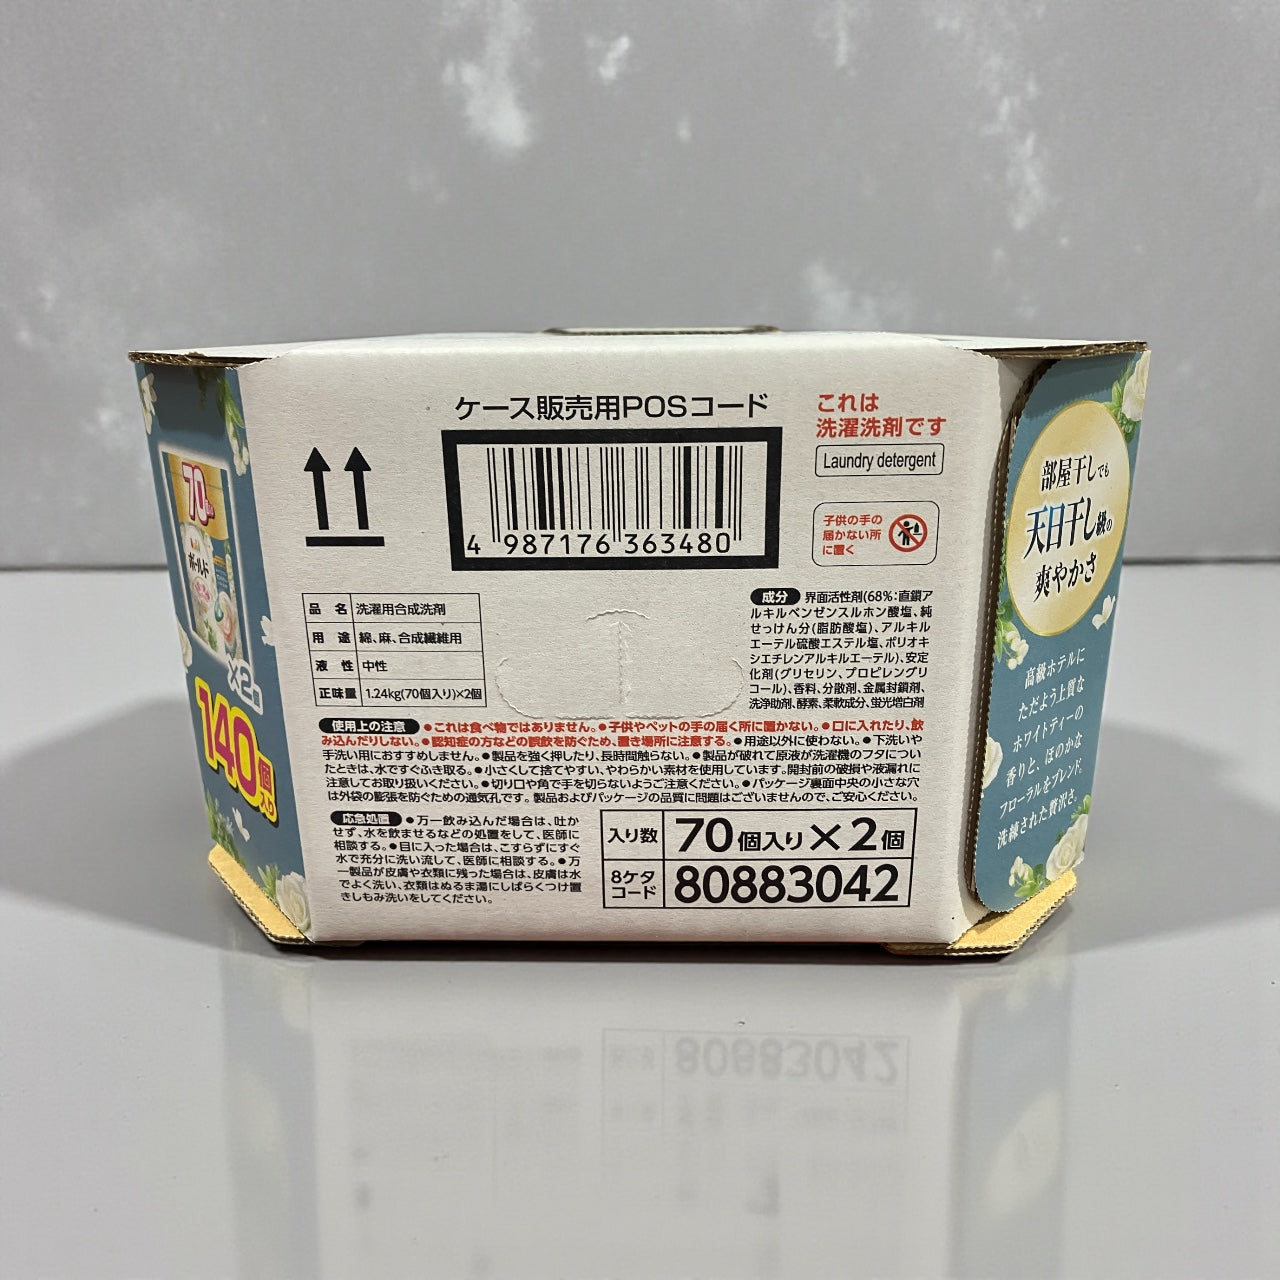 ケース販売用POSコード
4 987176 363480
これは
洗濯洗剤です
Laundry detergent
子供の手の
届かない所
に置く
品 名 洗濯用合成洗剤
用 途 綿、麻、合成繊維用
液 性 中性
正味量 1.24kg(70個入り)×2個
成分 界面活性剤(68%:直鎖ア
ルキルベンゼンスルホン酸塩、純
せっけん分(脂肪酸塩)、アルキル
エーテル硫酸エステル塩、ポリオキ
シエチレンアルキルエーテル)、安定
化剤(グリセリン、プロピレングリ
コール)、香料、分散剤、金属封鎖剤、
洗浄助剤、酵素、柔軟成分、蛍光増白剤
使用上の注意 ●これは食べ物ではありません。●子供やペットの手の届く所に置かない。●口に入れたり、飲
み込んだりしない。●認知症の方などの誤飲を防ぐため、置き場所に注意する。●用途以外に使わない。●下洗いや
手洗い用におすすめしません。●製品を強く押したり、長時間触らない。●製品が破れて原液が洗濯機のフタについ
たときは、水ですぐふき取る。●小さくして捨てやすい、やわらかい素材を使用しています。開封前の破損や液漏れに
注意してお取り扱いください。●切り口や角で手を切らないようご注意ください。●パッケージ裏面中央の小さな穴
は外袋の膨張を防ぐための通気孔です。製品およびパッケージの品質に問題はございませんので、ご安心ください。
応急処置 ●万一飲み込んだ場合は、吐か
せず、水を飲ませるなどの処置をして、医師に
相談する。●目に入った場合は、こすらずにすぐ
水で充分に洗い流して、医師に相談する。●万
一製品が皮膚や衣類に残った場合は、皮膚は水
でよく洗い、衣類はぬるま湯にしばらくつけ置
きしもみ洗いをしてください。
入り数 70個入り×2個
8ケタ
コード 80883042
70
ボールド
×2個
140個
入り
部屋干しでも
天日干し級の
爽やかさ
高級ホテルに
ただよう上質な
ホワイトティーの
香りと、ほのかな
フローラルをブレンド。
洗練された贅沢さ。